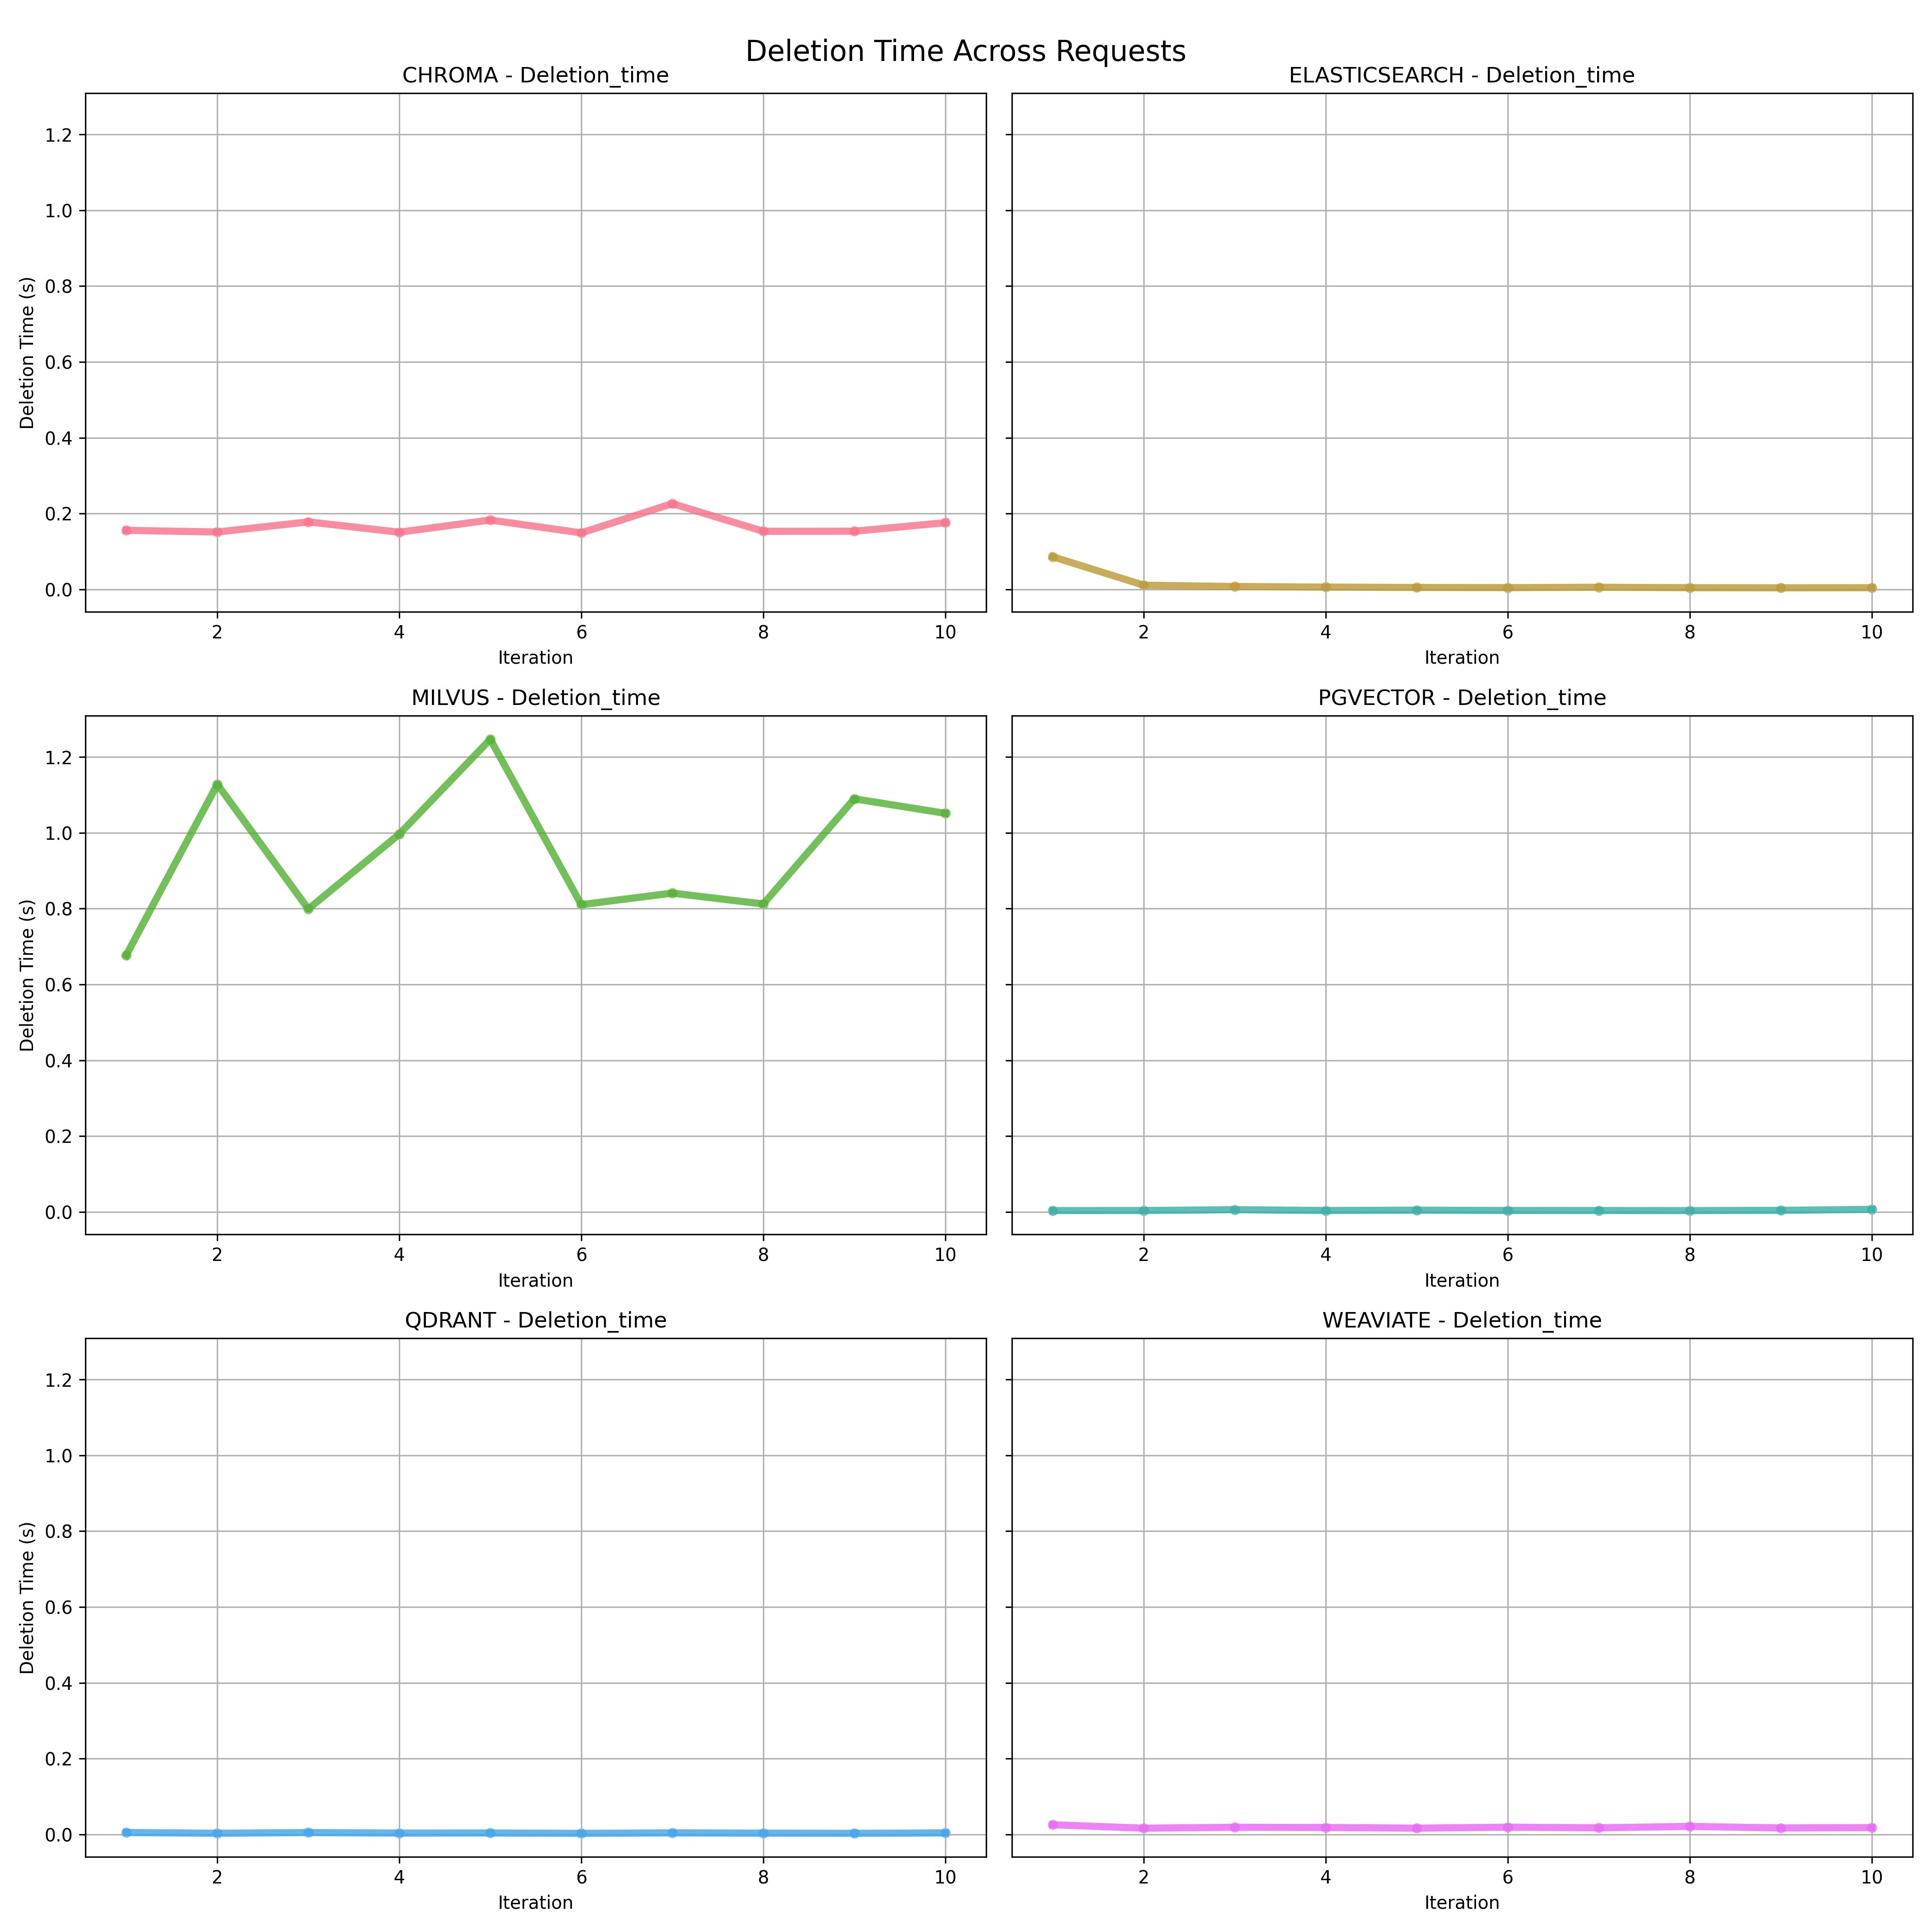 Deletion Time Across Requests
CHROMA - Deletion_time
Deletion Time (s)
1.2
1.0
0.8
0.6
0.4
0.2
0.0
2 4 6 8 10
Iteration
ELASTICSEARCH - Deletion_time
2 4 6 8 10
Iteration
MILVUS - Deletion_time
Deletion Time (s)
1.2
1.0
0.8
0.6
0.4
0.2
0.0
2 4 6 8 10
Iteration
PGVECTOR - Deletion_time
2 4 6 8 10
Iteration
QDRANT - Deletion_time
Deletion Time (s)
1.2
1.0
0.8
0.6
0.4
0.2
0.0
2 4 6 8 10
Iteration
WEAVIATE - Deletion_time
2 4 6 8 10
Iteration